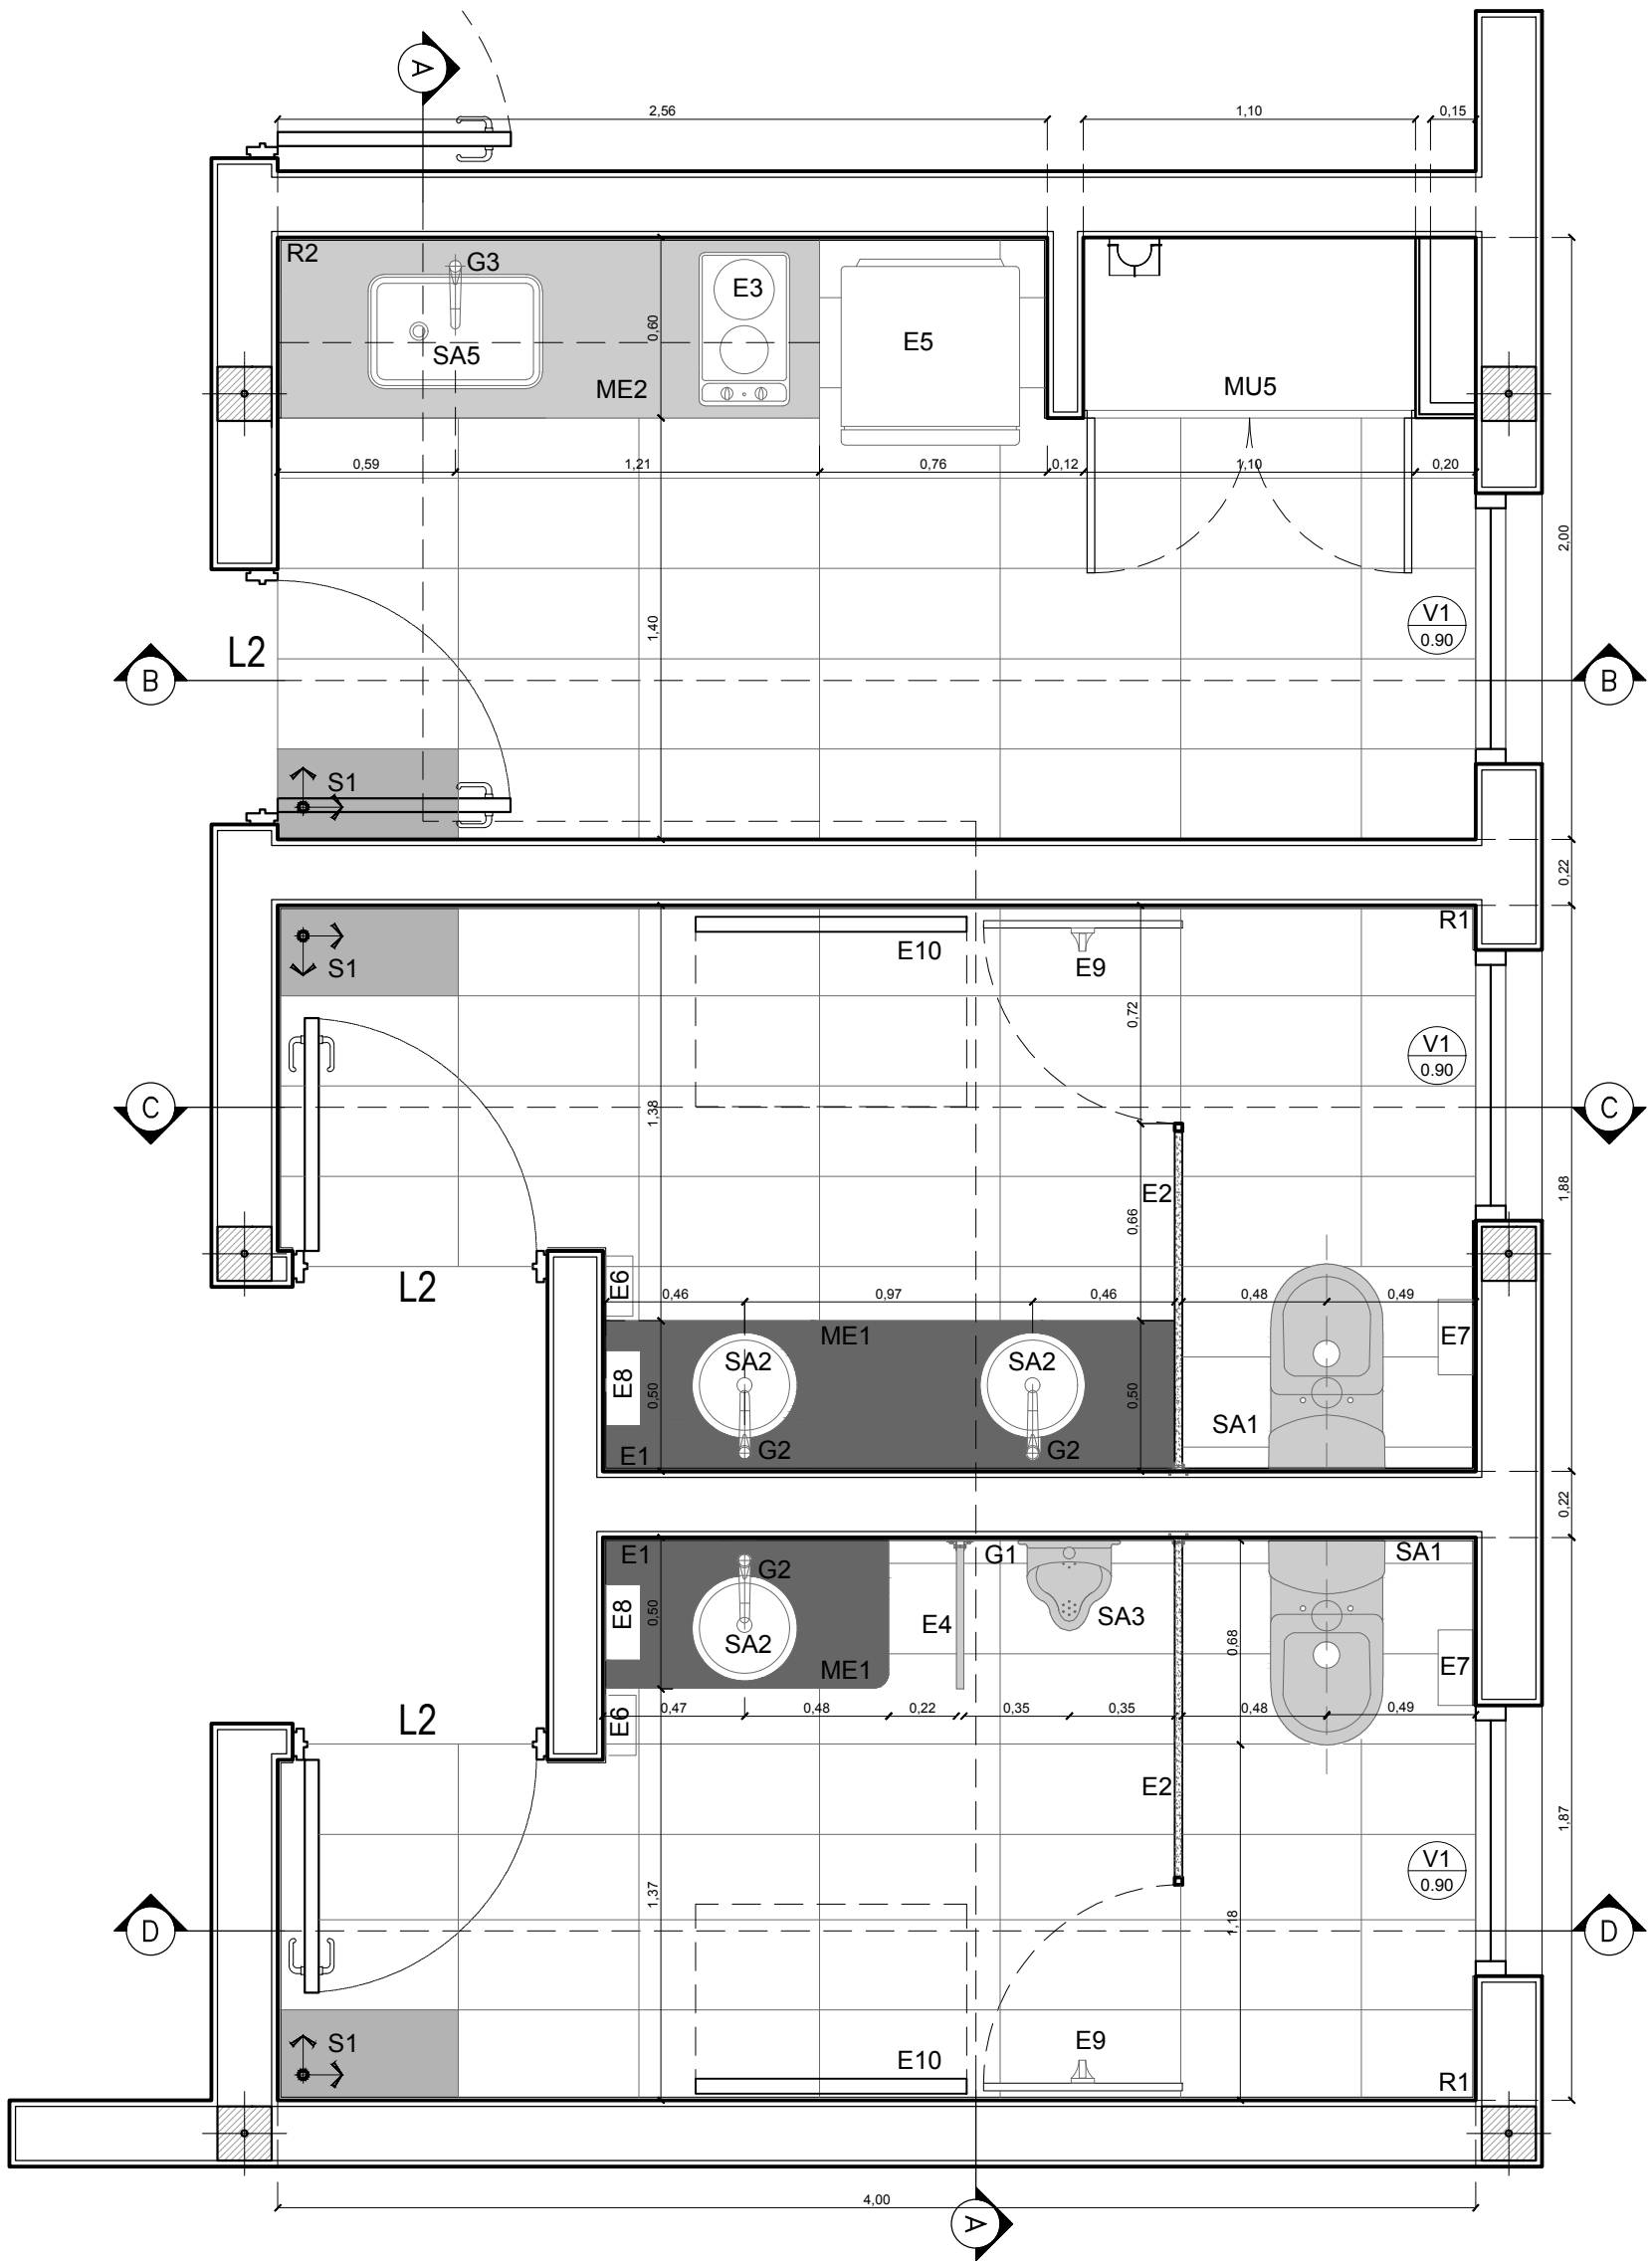 A
2,56
1,10
0,15
R2
G3
E3
E5
SA5
0,60
ME2
MU5
0,59
1,21
0,76
0,12
1,10
0,20
2,00
V1
0.90
1,40
L2
B
B
S1
0,22
R1
E10
E9
S1
0,72
V1
0.90
C
1,38
C
E2
1,88
0,66
L2
E6
0,46
0,97
0,46
0,48
0,49
ME1
E7
SA2
SA2
E8
0,50
0,50
SA1
E1
G2
G2
0,22
E1
G2
G1
SA1
E8
0,50
E4
SA3
SA2
0,68
ME1
E7
L2
E6
0,47
0,48
0,22
0,35
0,35
0,48
0,49
E2
1,87
V1
0.90
1,37
D
1,18
D
S1
E10
E9
R1
4,00
A